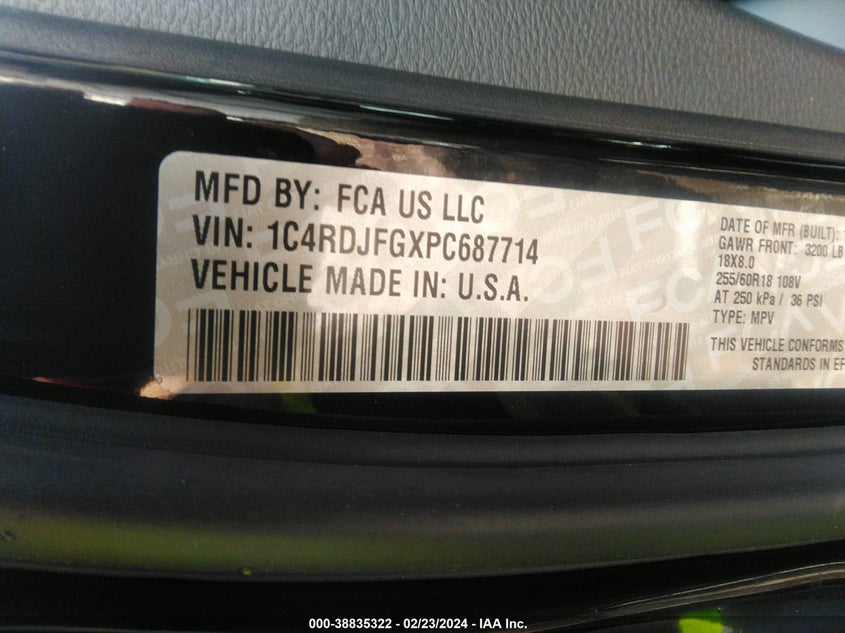 MFD BY: FCA US LLC
VIN: 1C4RDJFGXPC687714
VEHICLE MADE IN: U.S.A.
DATE OF MFR (BUILT):
GAWR FRONT: 3200 LB
18X8.0
255/60R18 108V
AT 250 kPa / 36 PSI
TYPE: MPV
THIS VEHICLE CONFORMS
STANDARDS IN EF
000-38835322 — 02/23/2024 — IAA Inc.